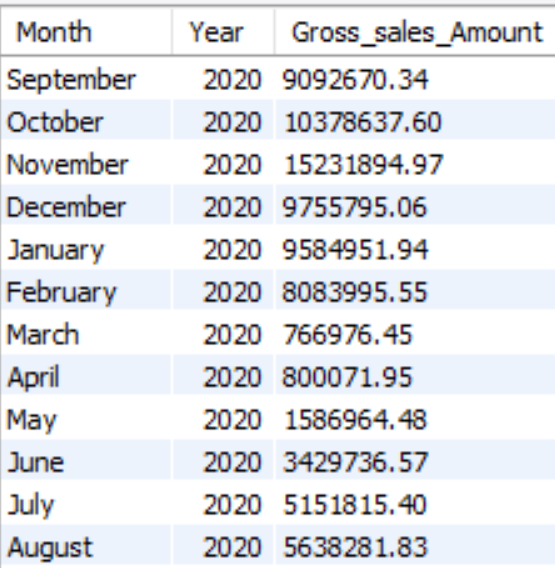 Month Year Gross_sales_Amount
September 2020 9092670.34
October 2020 10378637.60
November 2020 15231894.97
December 2020 9755795.06
January 2020 9584951.94
February 2020 8083995.55
March 2020 766976.45
April 2020 800071.95
May 2020 1586964.48
June 2020 3429736.57
July 2020 5151815.40
August 2020 5638281.83